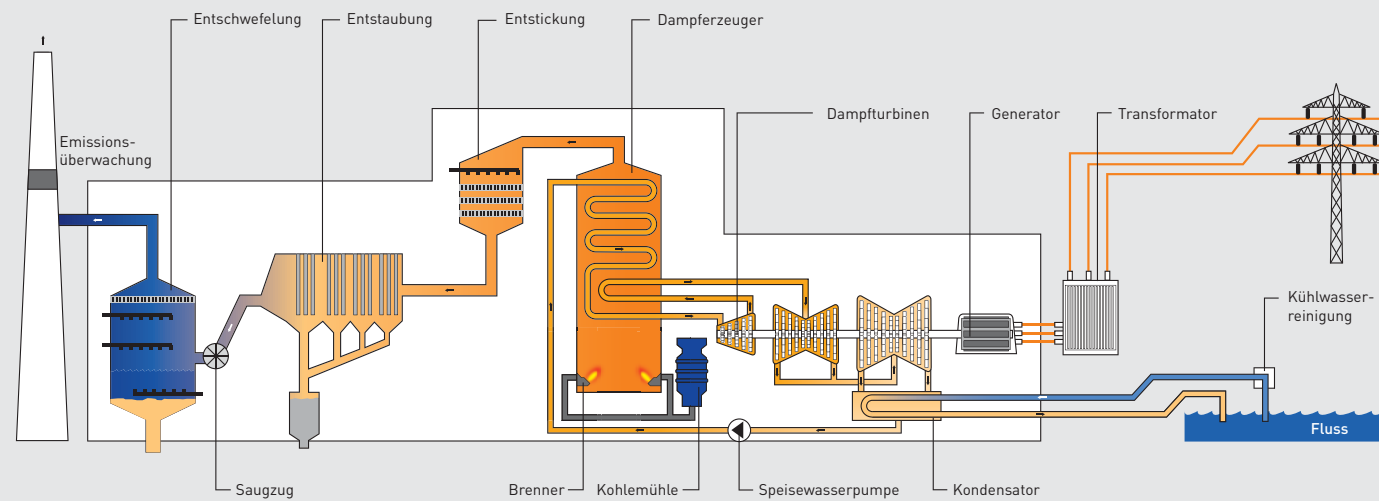 Entschwefelung
Entstaubung
Entstickung
Dampferzeuger
Dampfturbinen
Generator
Transformator
Emissions-
überwachung
Kühlwasser-
reinigung
Fluss
Saugzug
Brenner
Kohlemühle
Speisewasserpumpe
Kondensator